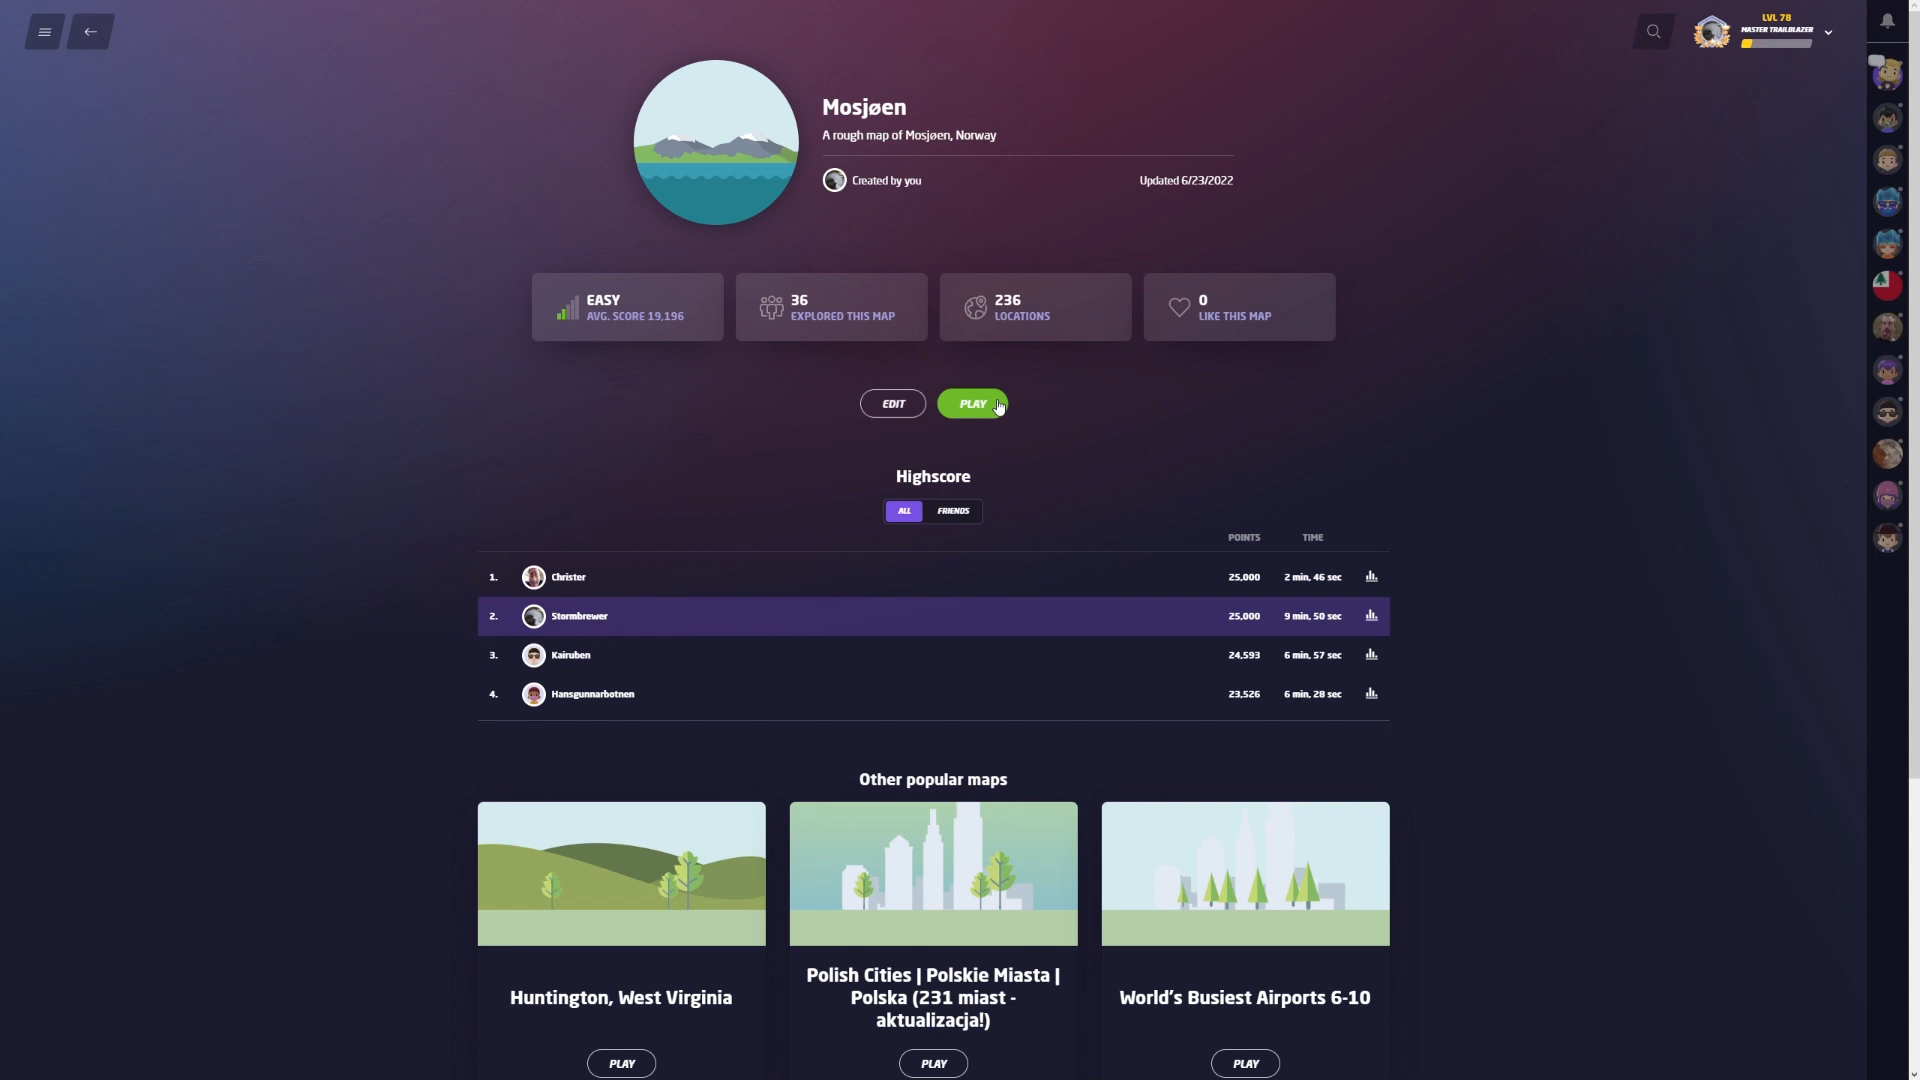 LVL 78
MASTER TRAILBLAZER
Mosjøen
A rough map of Mosjøen, Norway
Created by you
Updated 6/23/2022
EASY
AVG. SCORE 19,196
36
EXPLORED THIS MAP
236
LOCATIONS
0
LIKE THIS MAP
EDIT
PLAY
Highscore
ALL
FRIENDS
POINTS
TIME
1. Christer 25,000 2 min, 46 sec
2. Stormbrewer 25,000 9 min, 50 sec
3. Kairuben 24,593 6 min, 57 sec
4. Hansgunnarbotnen 23,526 6 min, 28 sec
Other popular maps
Huntington, West Virginia
PLAY
Polish Cities | Polskie Miasta |
Polska (231 miast -
aktualizacja!)
PLAY
World's Busiest Airports 6-10
PLAY